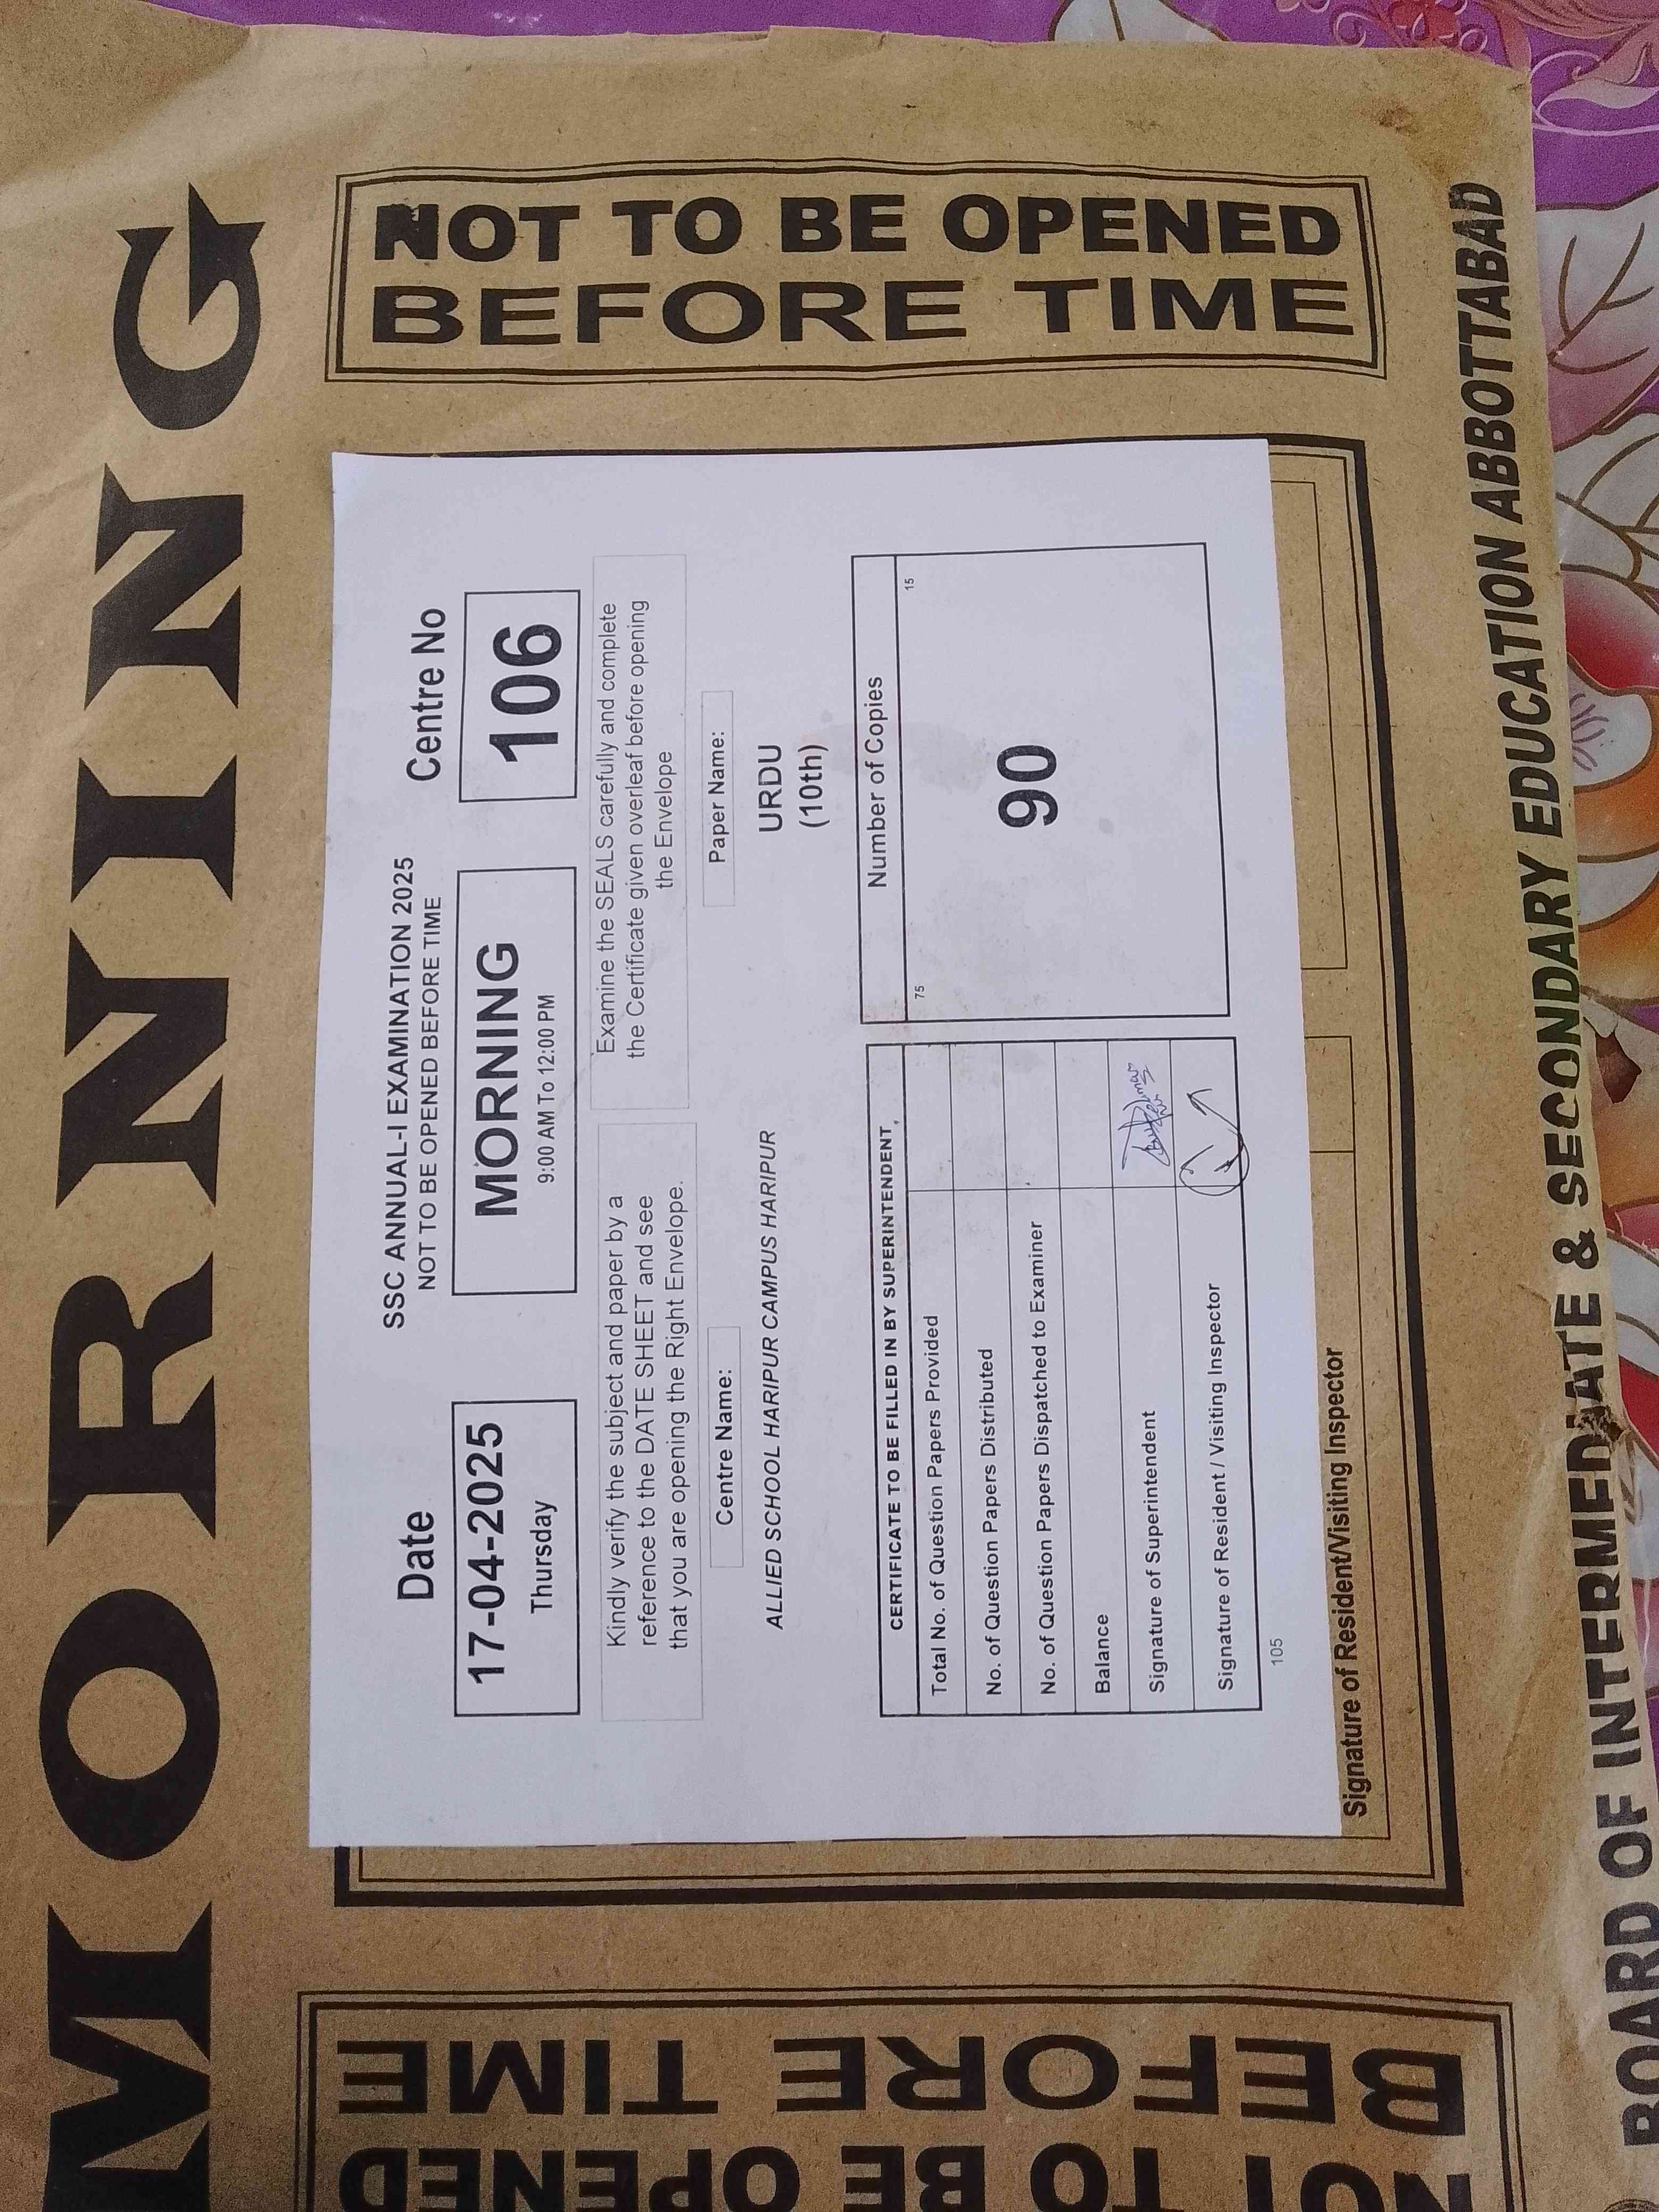 MORNING
NOT TO BE OPENED
BEFORE TIME
SSC ANNUAL-I EXAMINATION 2025
NOT TO BE OPENED BEFORE TIME
Date
17-04-2025
Thursday
MORNING
9:00 AM To 12:00 PM
Centre No
106
Kindly verify the subject and paper by a
reference to the DATE SHEET and see
that you are opening the Right Envelope.
Examine the SEALS carefully and complete
the Certificate given overleaf before opening
the Envelope
Centre Name:
ALLIED SCHOOL HARIPUR CAMPUS HARIPUR
Paper Name:
URDU
(10th)
CERTIFICATE TO BE FILLED IN BY SUPERINTENDENT
Total No. of Question Papers Provided
No. of Question Papers Distributed
No. of Question Papers Dispatched to Examiner
Balance
Signature of Superintendent
Signature of Resident / Visiting Inspector
Number of Copies
75
15
90
105
Signature of Resident/Visiting Inspector
NOT TO BE OPENED
BEFORE TIME
BOARD OF INTERMEDIATE & SECONDARY EDUCATION ABBOTTABAD